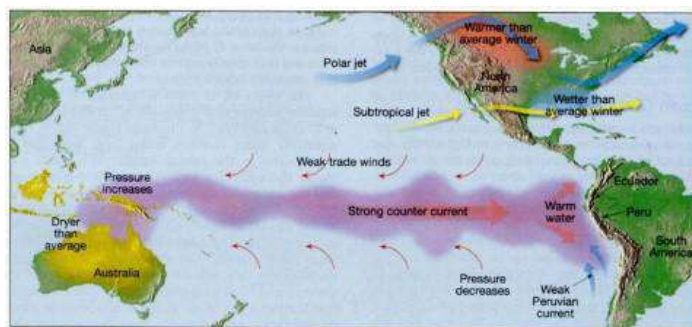 Asia
Warmer than
average winter
Polar jet
North
America
Subtropical jet
Wetter than
average winter
Weak trade winds
Pressure
increases
Ecuador
Strong counter current
Warm
water
Peru
Dryer
than
average
South
America
Australia
Pressure
decreases
Weak
Peruvian
current